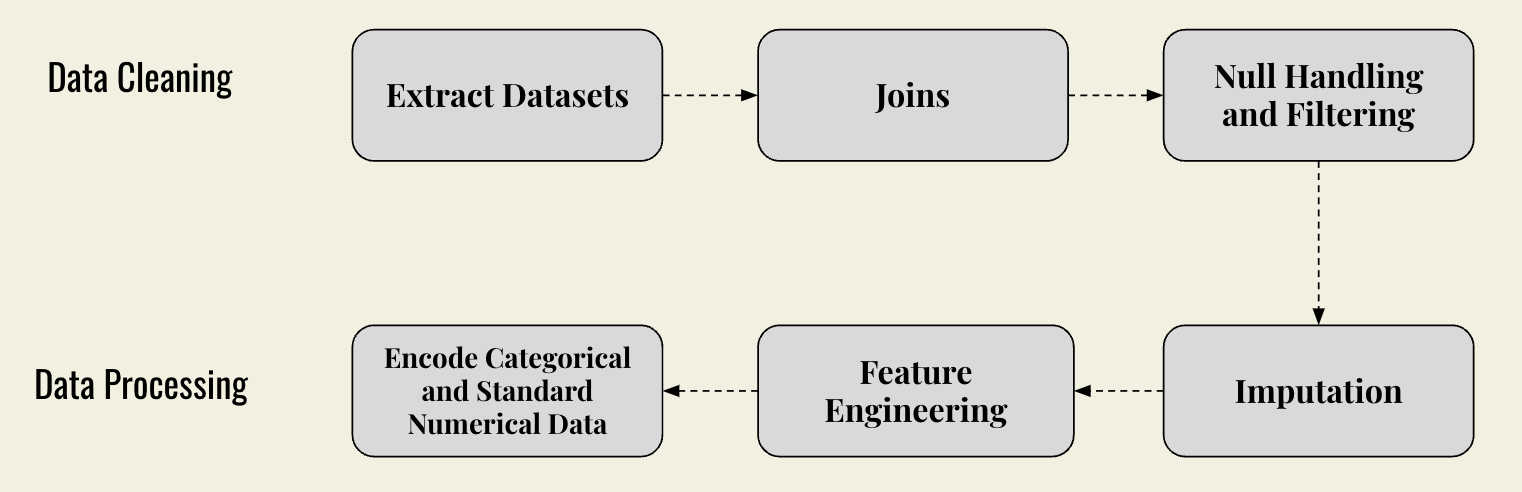 Data Cleaning
Extract Datasets
Joins
Null Handling
and Filtering
Data Processing
Encode Categorical
and Standard
Numerical Data
Feature
Engineering
Imputation